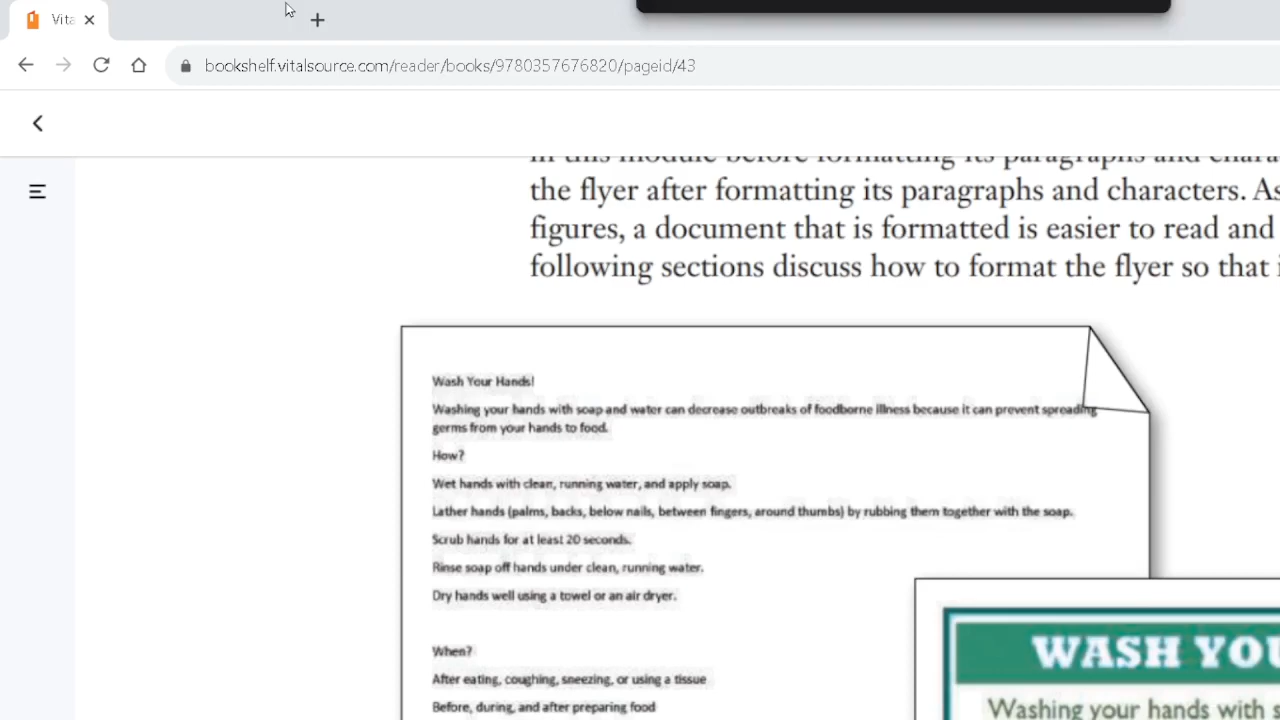 Vita
bookshelf.vitalsource.com/reader/books/9780357676820/pageid/43
in this module before formatting its paragraphs and chara
the flyer after formatting its paragraphs and characters. As
figures, a document that is formatted is easier to read and
following sections discuss how to format the flyer so that i
Wash Your Hands!
Washing your hands with soap and water can decrease outbreaks of foodborne illness because it can prevent spreading
germs from your hands to food.
How?
Wet hands with clean, running water, and apply soap.
Lather hands (palms, backs, below nails, between fingers, around thumbs) by rubbing them together with the soap.
Scrub hands for at least 20 seconds.
Rinse soap off hands under clean, running water.
Dry hands well using a towel or an air dryer.
When?
After eating, coughing, sneezing, or using a tissue
Before, during, and after preparing food
WASH YOU
Washing your hands with s